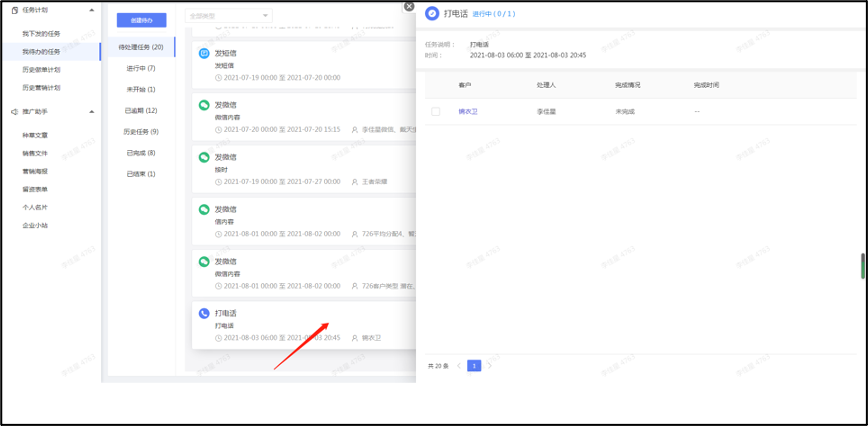 任务计划
我下发的任务
我待办的任务
历史做单计划
历史营销计划
推广助手
种草文章
销售文件
营销海报
留资表单
个人名片
企业小站
创建待办
待处理任务 (20)
进行中 (7)
未开始 (1)
已逾期 (12)
历史任务 (9)
已完成 (8)
已结束 (1)
全部类型
发短信
发短信
2021-07-19 00:00 至 2021-07-20 00:00
发微信
微信内容
2021-07-20 00:00 至 2021-07-20 15:15 李佳星微信、戴天
发微信
按时
2021-07-19 00:00 至 2021-07-27 00:00 王者荣耀
发微信
信内容
2021-08-01 00:00 至 2021-08-02 00:00 726平均分配4、
发微信
微信内容
2021-08-01 00:00 至 2021-08-02 00:00 726客户类型 潜在、
打电话
打电话
2021-08-03 06:00 至 2021-08-03 20:45 锦衣卫
打电话 进行中 ( 0 / 1 )
任务说明： 打电话
时间： 2021-08-03 06:00 至 2021-08-03 20:45
客户 处理人 完成情况 完成时间
锦衣卫 李佳星 未完成 --
共 20 条 1
李佳星 4763